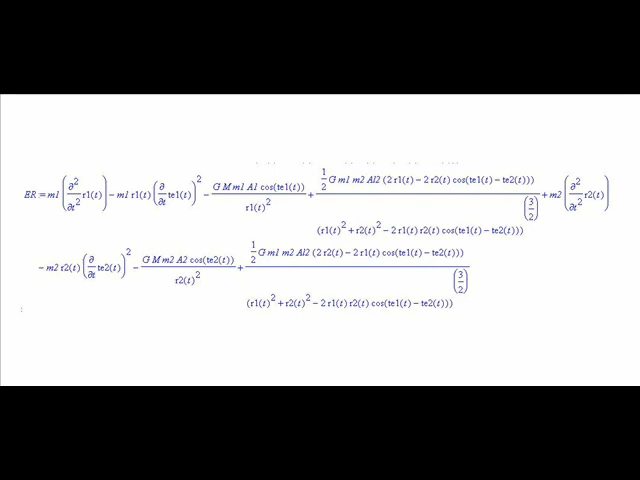 ER := m1 (∂²/∂t² r1(t)) − m1 r1(t) (∂/∂t te1(t))² − G M m1 A1 cos(te1(t)) / r1(t)² + 1/2 G m1 m2 Al2 (2 r1(t) − 2 r2(t) cos(te1(t) − te2(t))) / (r1(t)² + r2(t)² − 2 r1(t) r2(t) cos(te1(t) − te2(t)))^(3/2) + m2 (∂²/∂t² r2(t))
− m2 r2(t) (∂/∂t te2(t))² − G M m2 A2 cos(te2(t)) / r2(t)² + 1/2 G m1 m2 Al2 (2 r2(t) − 2 r1(t) cos(te1(t) − te2(t))) / (r1(t)² + r2(t)² − 2 r1(t) r2(t) cos(te1(t) − te2(t)))^(3/2)
: